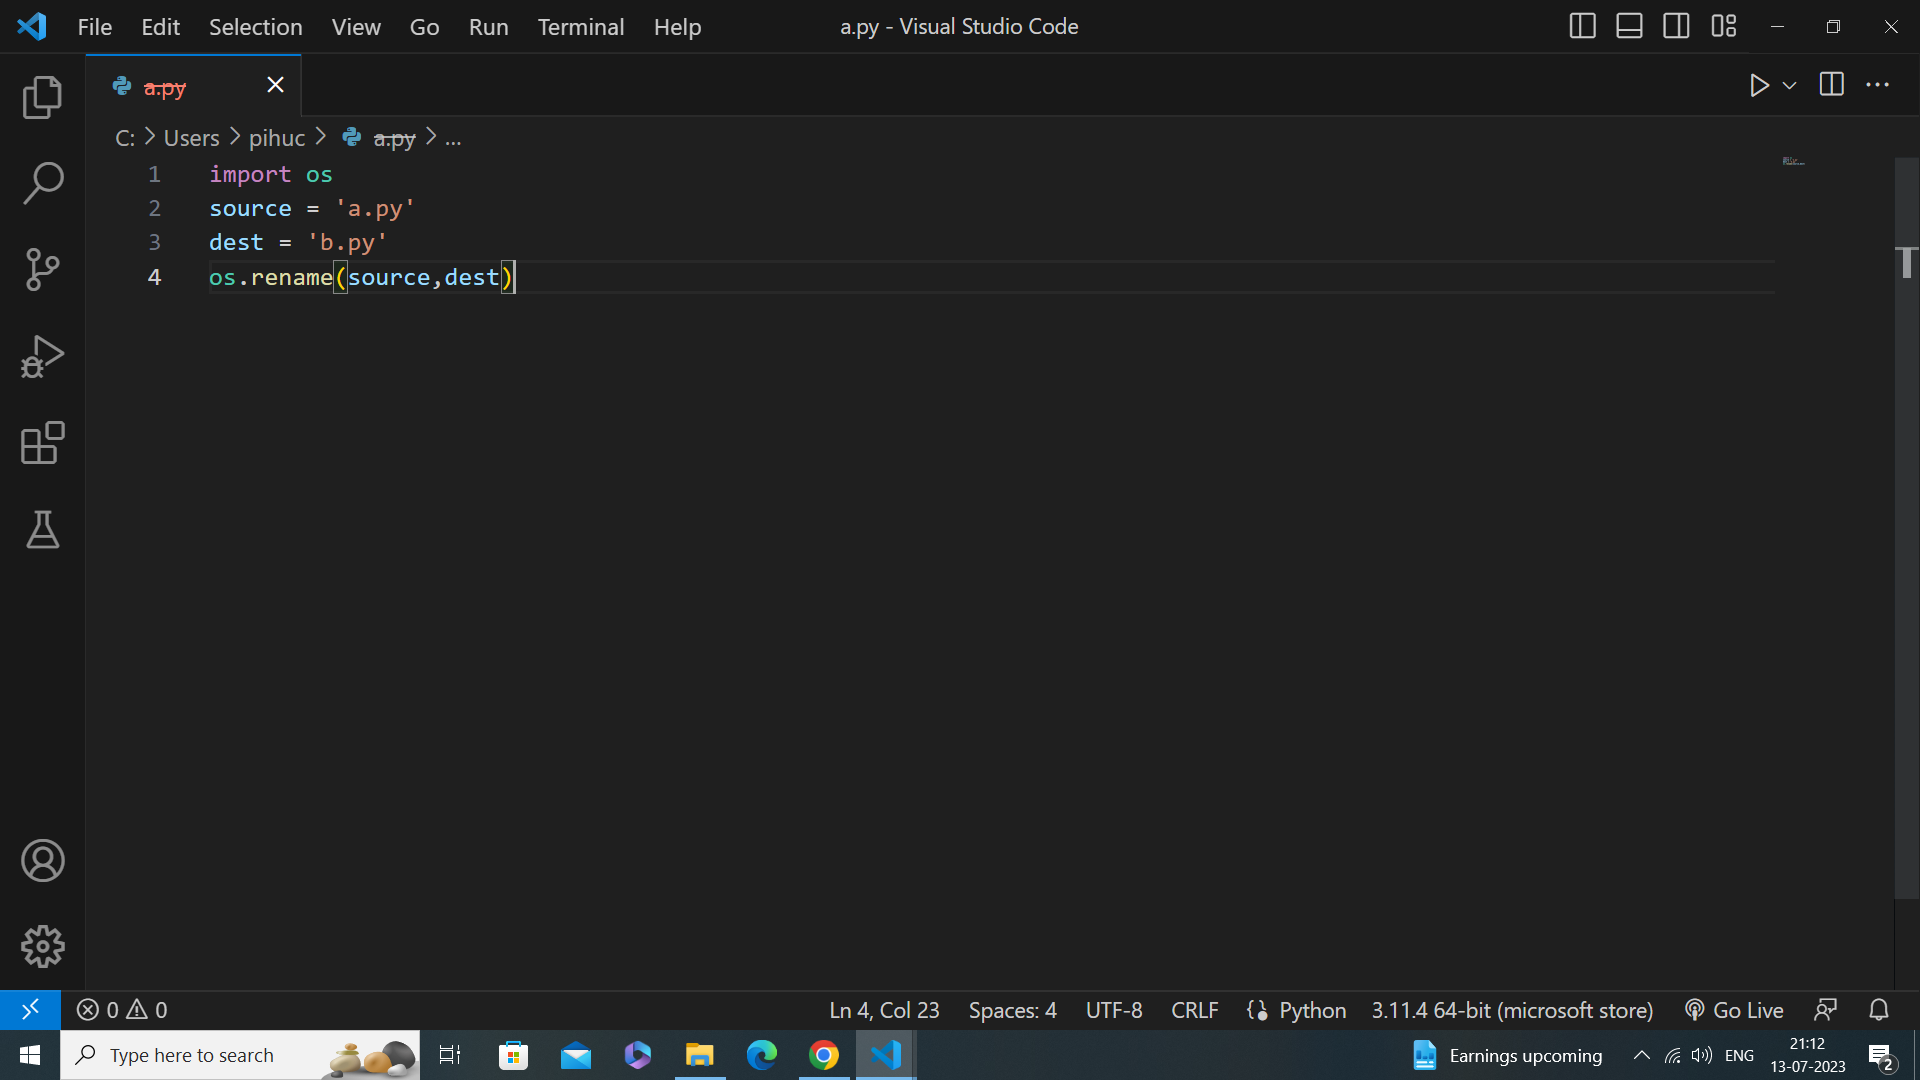 File Edit Selection View Go Run Terminal Help a.py - Visual Studio Code
a.py
C: > Users > pihuc > a.py > ...
1 import os
2 source = 'a.py'
3 dest = 'b.py'
4 os.rename(source,dest)
0 0 Ln 4, Col 23 Spaces: 4 UTF-8 CRLF {} Python 3.11.4 64-bit (microsoft store) Go Live
Type here to search Earnings upcoming ENG 21:12
13-07-2023 2